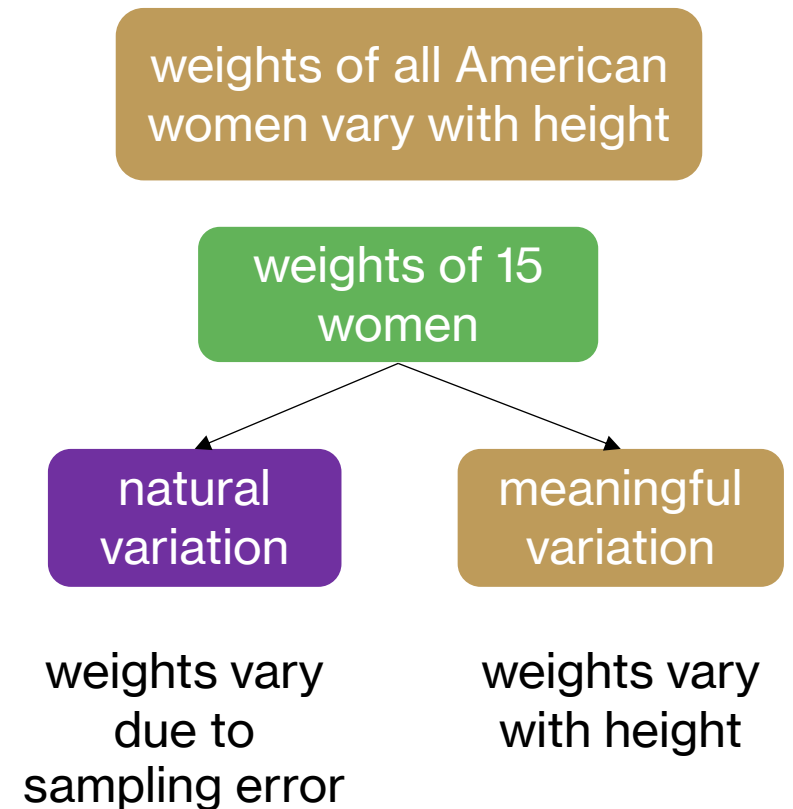 weights of all American
women vary with height
weights of 15
women
natural
variation
meaningful
variation
weights vary
due to
sampling error
weights vary
with height